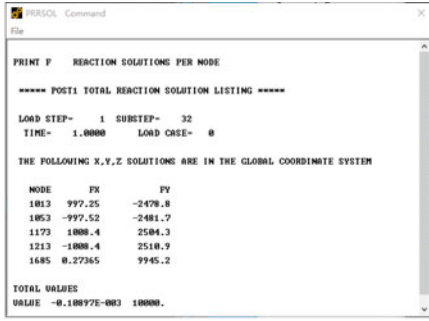 PRRSOL Command
File
PRINT F REACTION SOLUTIONS PER NODE
***** POST1 TOTAL REACTION SOLUTION LISTING *****
LOAD STEP= 1 SUBSTEP= 32
TIME= 1.0000 LOAD CASE= 0
THE FOLLOWING X,Y,Z SOLUTIONS ARE IN THE GLOBAL COORDINATE SYSTEM
NODE FX FY
1013 997.25 -2478.8
1053 -997.52 -2481.7
1173 1008.4 2504.3
1213 -1008.4 2510.9
1685 0.27365 9945.2
TOTAL VALUES
VALUE -0.10897E-003 10000.